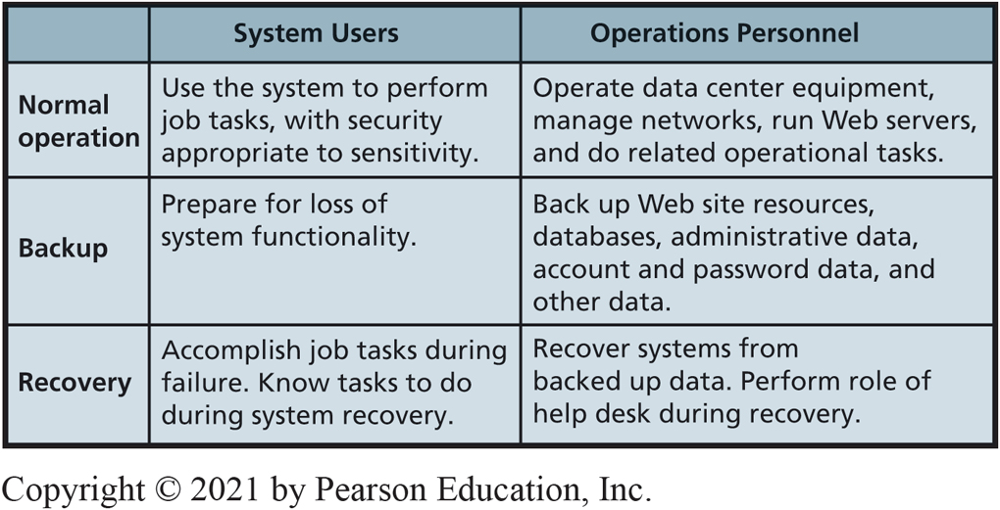 System Users
Operations Personnel
Normal
operation
Use the system to perform
job tasks, with security
appropriate to sensitivity.
Operate data center equipment,
manage networks, run Web servers,
and do related operational tasks.
Backup
Prepare for loss of
system functionality.
Back up Web site resources,
databases, administrative data,
account and password data, and
other data.
Recovery
Accomplish job tasks during
failure. Know tasks to do
during system recovery.
Recover systems from
backed up data. Perform role of
help desk during recovery.
Copyright © 2021 by Pearson Education, Inc.